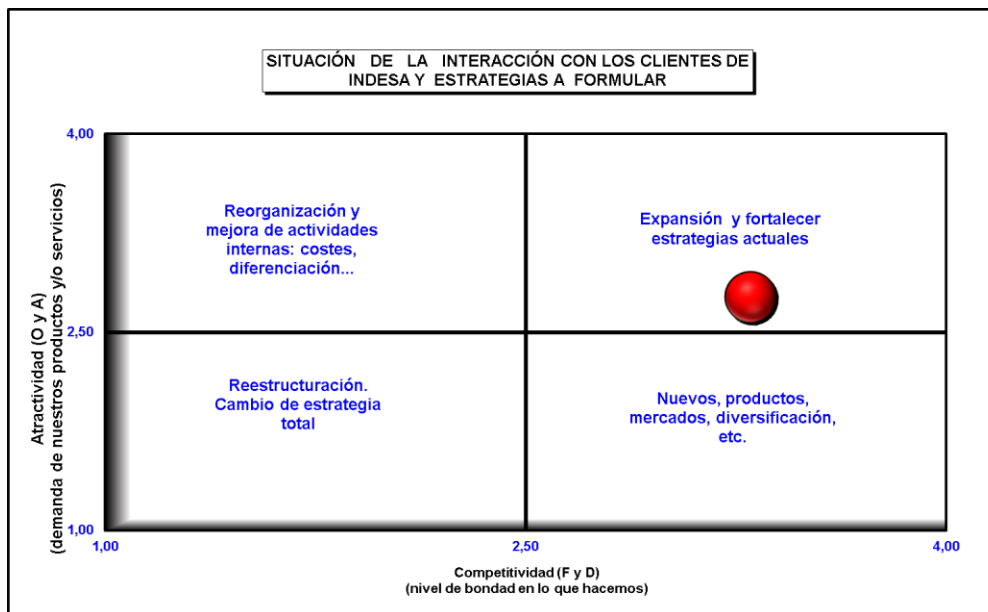 SITUACIÓN DE LA INTERACCIÓN CON LOS CLIENTES DE
INDESA Y ESTRATEGIAS A FORMULAR
Atractividad (O y A)
(demanda de nuestros productos y/o servicios)
4,00
2,50
1,00
Reorganización y
mejora de actividades
internas: costes,
diferenciación...
Expansión y fortalecer
estrategias actuales
Reestructuración.
Cambio de estrategia
total
Nuevos, productos,
mercados, diversificación,
etc.
1,00
2,50
4,00
Competitividad (F y D)
(nivel de bondad en lo que hacemos)